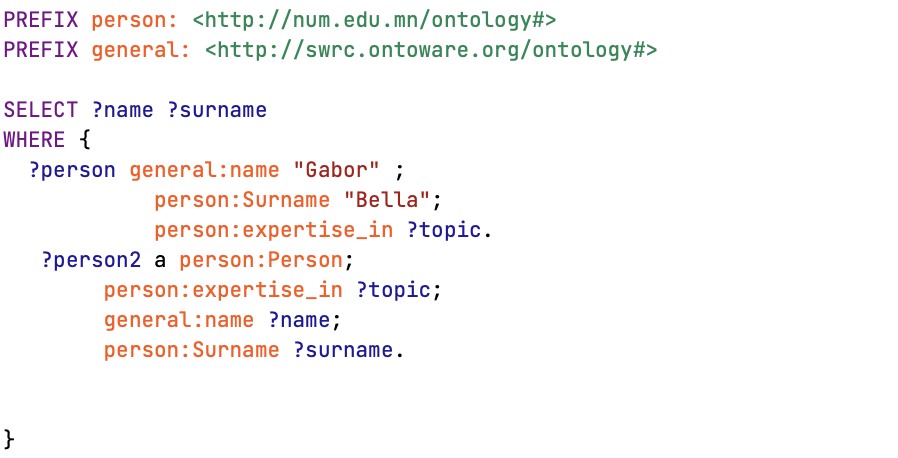 PREFIX person: <http://num.edu.mn/ontology#>
PREFIX general: <http://swrc.ontoware.org/ontology#>
SELECT ?name ?surname
WHERE {
?person general:name "Gabor" ;
person:Surname "Bella";
person:expertise_in ?topic.
?person2 a person:Person;
person:expertise_in ?topic;
general:name ?name;
person:Surname ?surname.
}